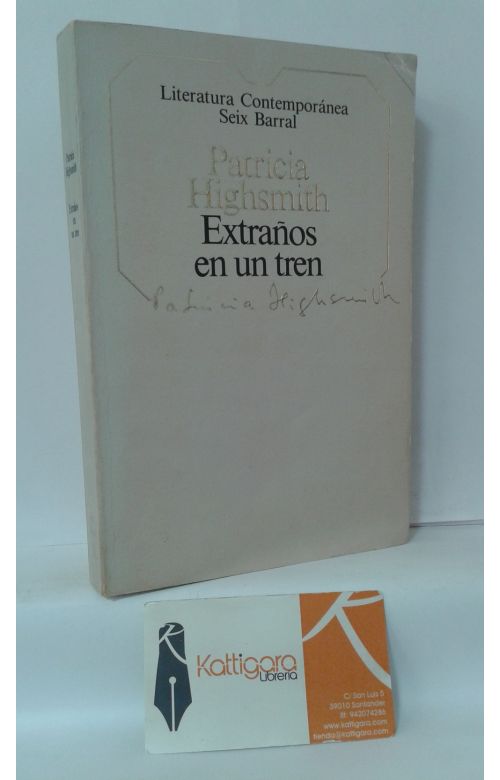 Literatura Contemporánea
Seix Barral
Patricia
Highsmith
Extraños
en un tren
Patricia Highsmith
Patricia
Highsmith
Extraños
en
un tren
Kattigara
Librería
C/ San Luis 5
39010 Santander
tlf: 942074286
www.kattigara.com
tienda@kattigara.com